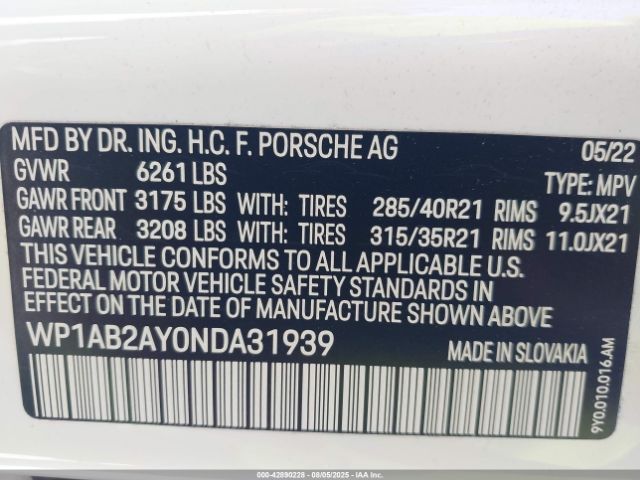 MFD BY DR. ING. H.C. F. PORSCHE AG 05/22
GVWR 6261 LBS TYPE: MPV
GAWR FRONT 3175 LBS WITH: TIRES 285/40R21 RIMS 9.5JX21
GAWR REAR 3208 LBS WITH: TIRES 315/35R21 RIMS 11.0JX21
THIS VEHICLE CONFORMS TO ALL APPLICABLE U.S.
FEDERAL MOTOR VEHICLE SAFETY STANDARDS IN
EFFECT ON THE DATE OF MANUFACTURE SHOWN ABOVE
WP1AB2AY0NDA31939 MADE IN SLOVAKIA
9Y0.010.016.AM
000-42890228 - 08/05/2025 - IAAI.COM